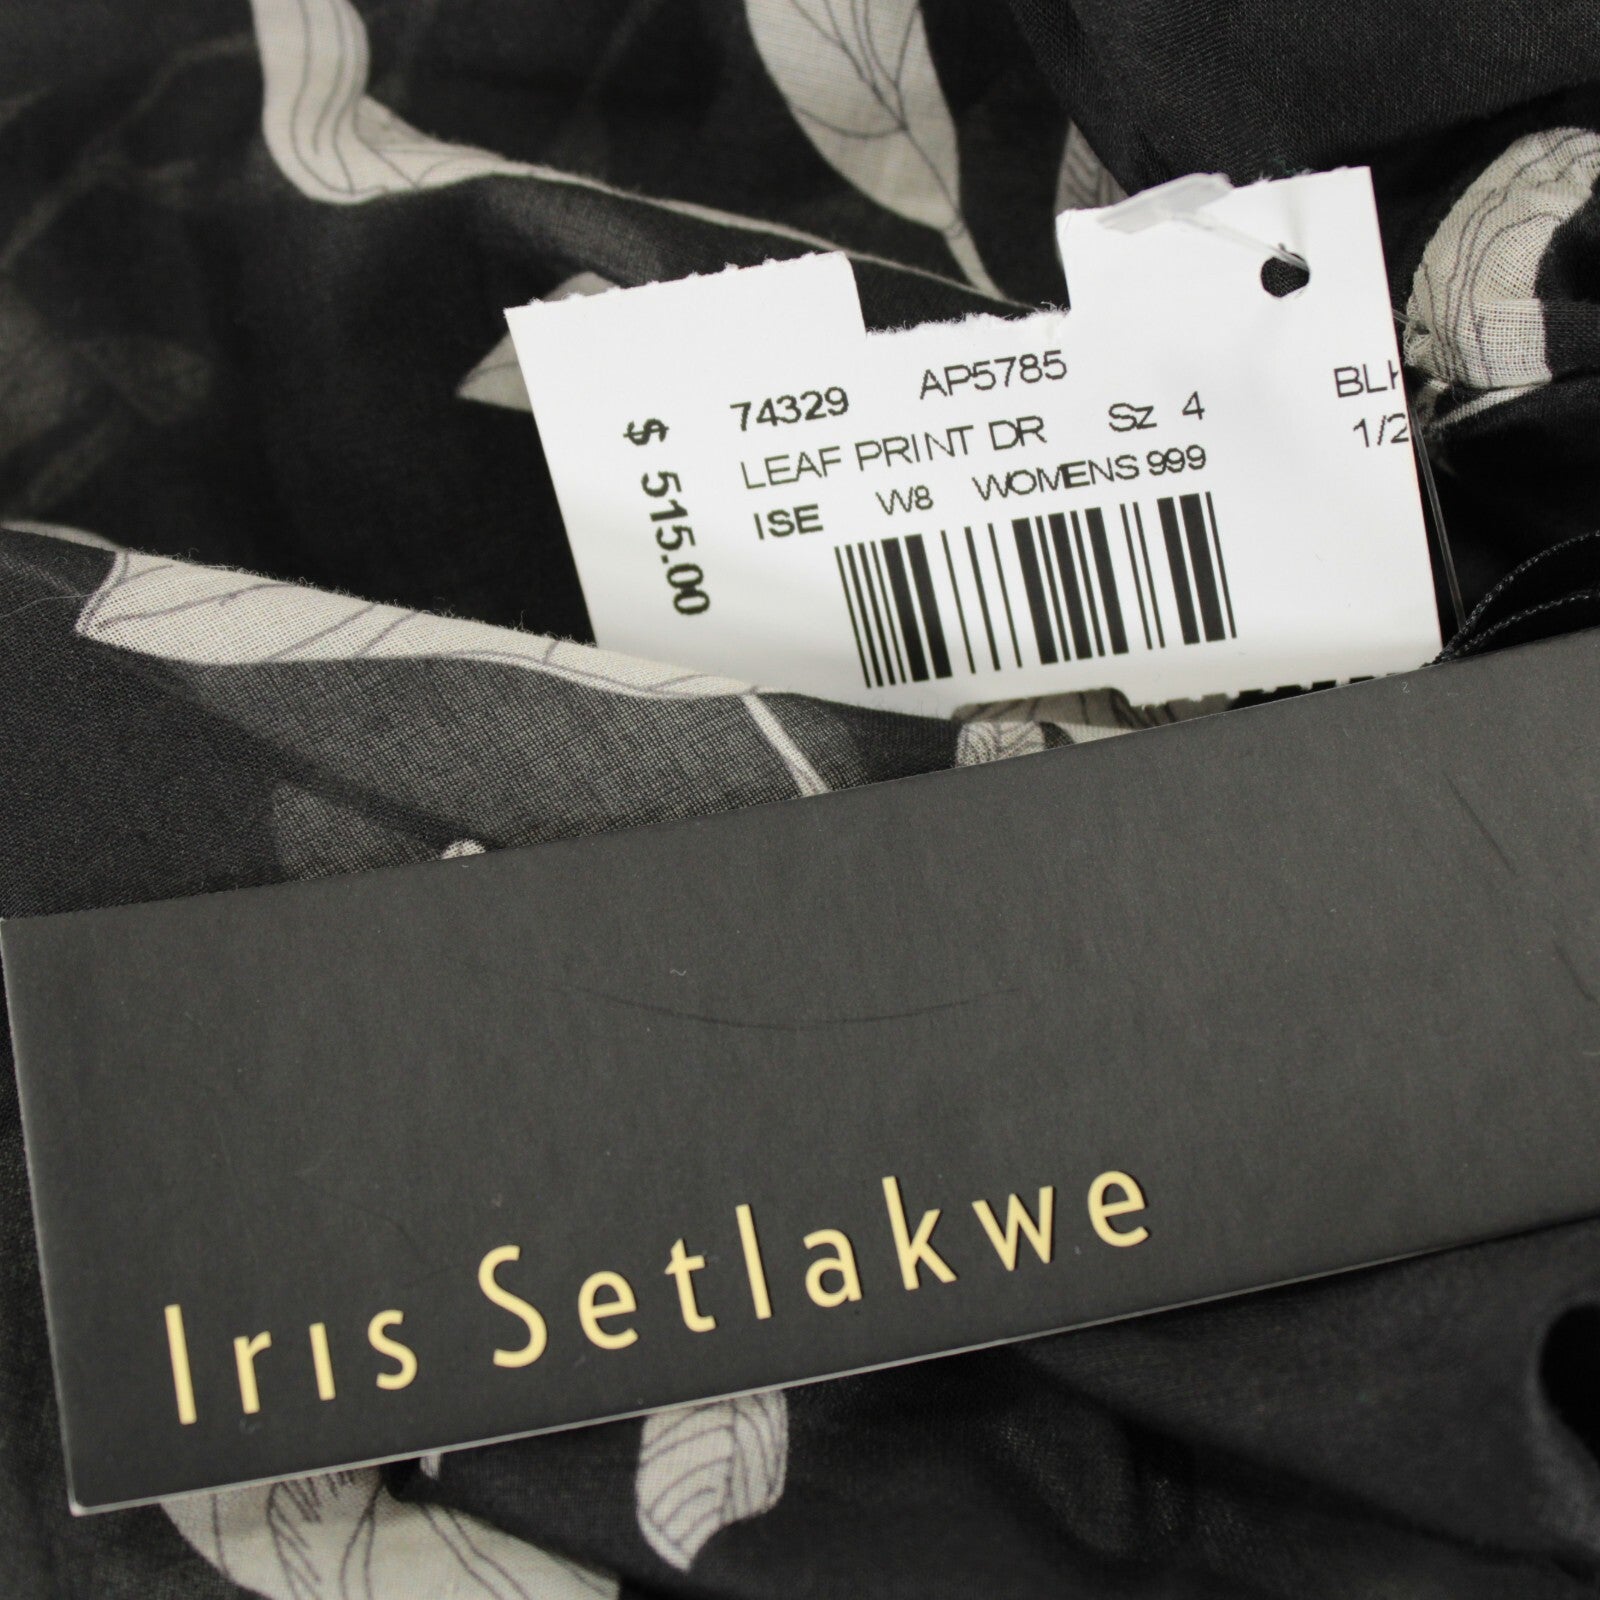 74329 AP5785
LEAF PRINT DR Sz 4
ISE W8 WOMENS 999
1/2
$ 515.00
Iris Setlakwe